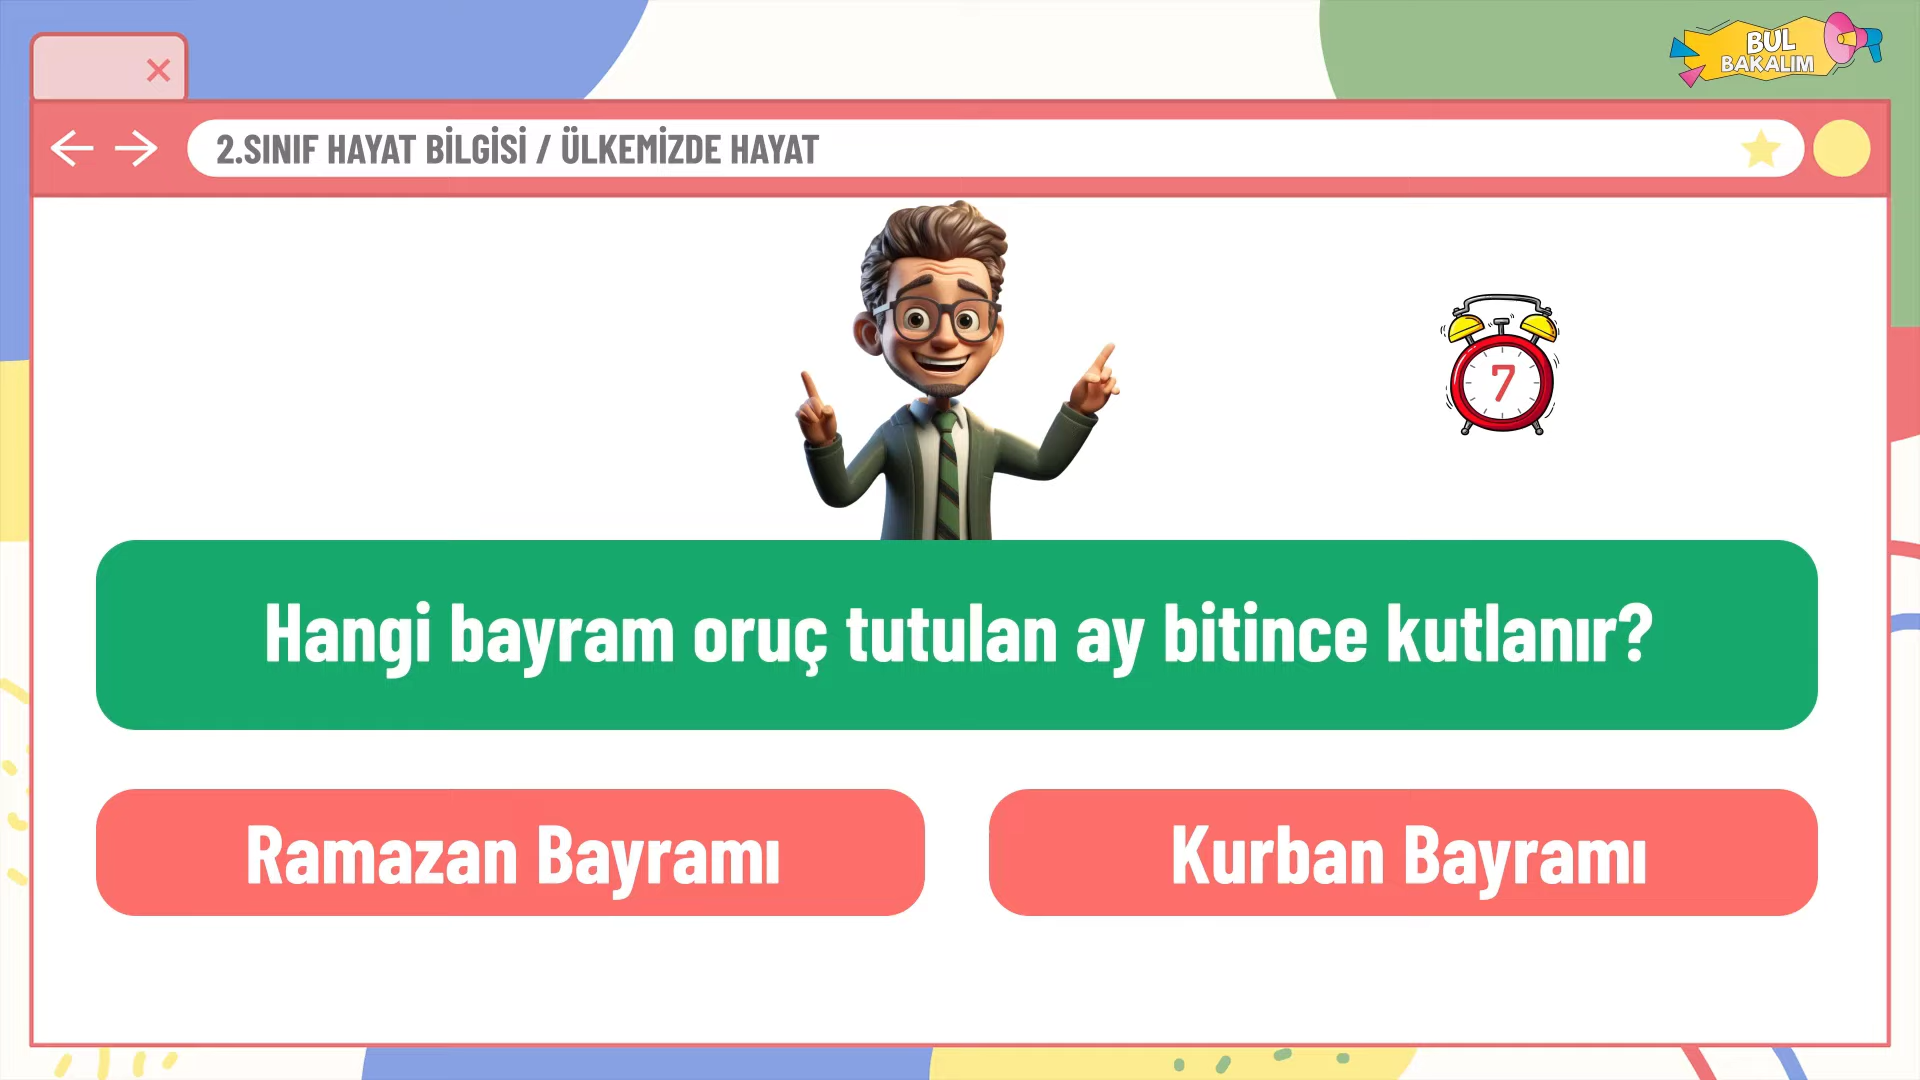 BUL
BAKALIM
2.SINIF HAYAT BİLGİSİ / ÜLKEMİZDE HAYAT
7
Hangi bayram oruç tutulan ay bitince kutlanır?
Ramazan Bayramı
Kurban Bayramı